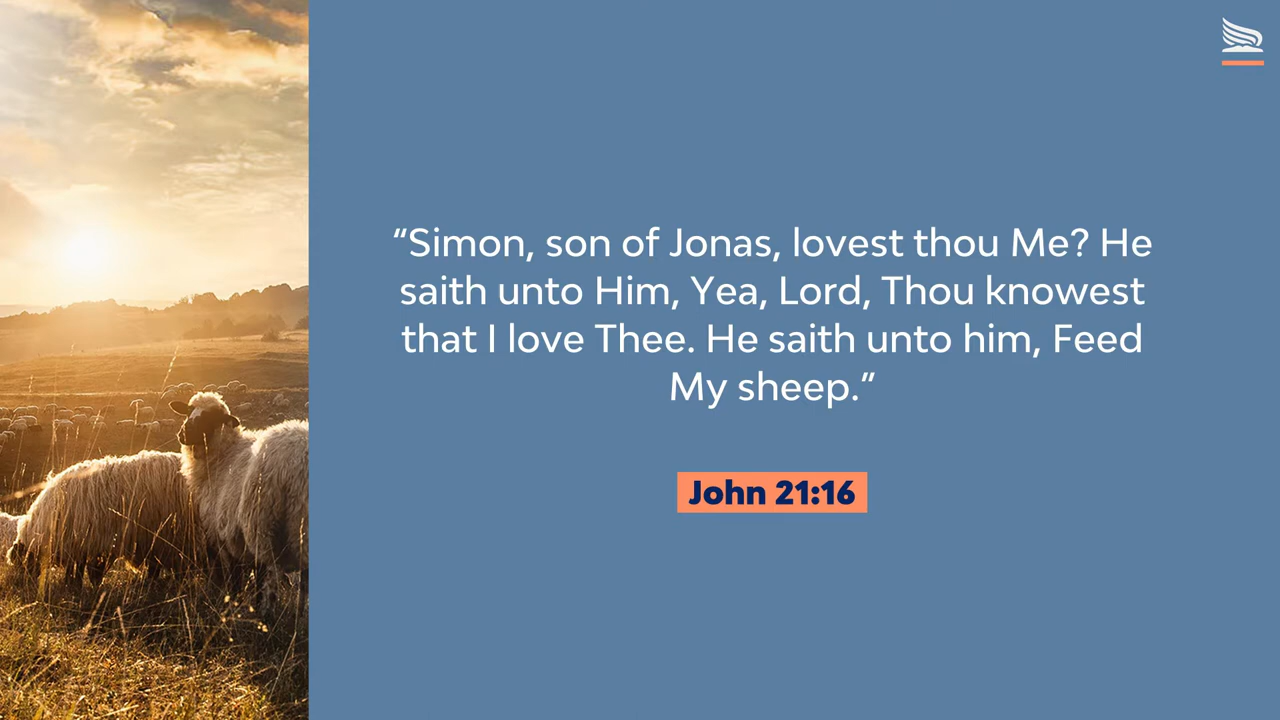 “Simon, son of Jonas, lovest thou Me? He
saith unto Him, Yea, Lord, Thou knowest
that I love Thee. He saith unto him, Feed
My sheep.”
John 21:16